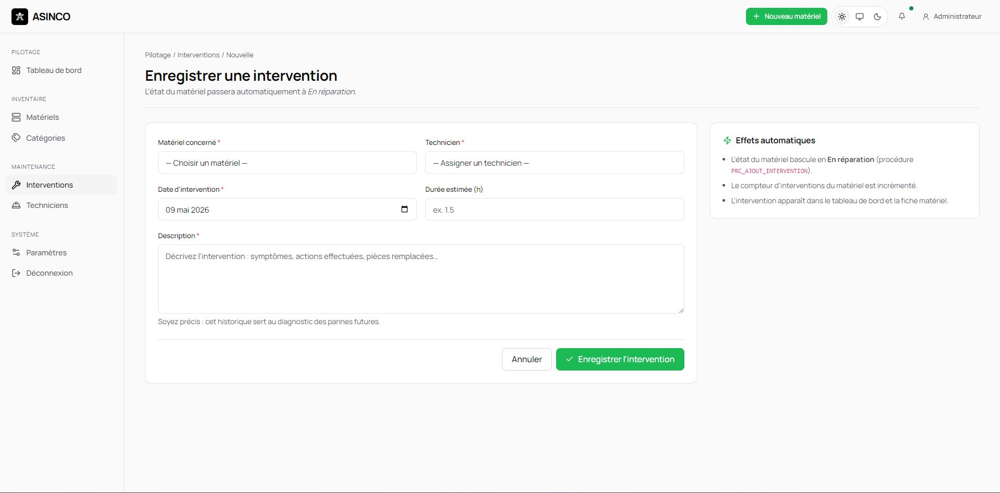 ASINCO
Nouveau matériel
Administrateur
PILOTAGE
Tableau de bord
INVENTAIRE
Matériels
Catégories
MAINTENANCE
Interventions
Techniciens
SYSTÈME
Paramètres
Déconnexion
Pilotage / Interventions / Nouvelle
Enregistrer une intervention
L'état du matériel passera automatiquement à En réparation.
Matériel concerné *
— Choisir un matériel —
Technicien *
— Assigner un technicien —
Date d'intervention *
09 mai 2026
Durée estimée (h)
ex. 1.5
Description *
Décrivez l'intervention : symptômes, actions effectuées, pièces remplacées…
Soyez précis : cet historique sert au diagnostic des pannes futures.
Annuler
Enregistrer l'intervention
Effets automatiques
L'état du matériel bascule en En réparation (procédure
PRC_AJOUT_INTERVENTION).
Le compteur d'interventions du matériel est incrémenté.
L'intervention apparaît dans le tableau de bord et la fiche matériel.